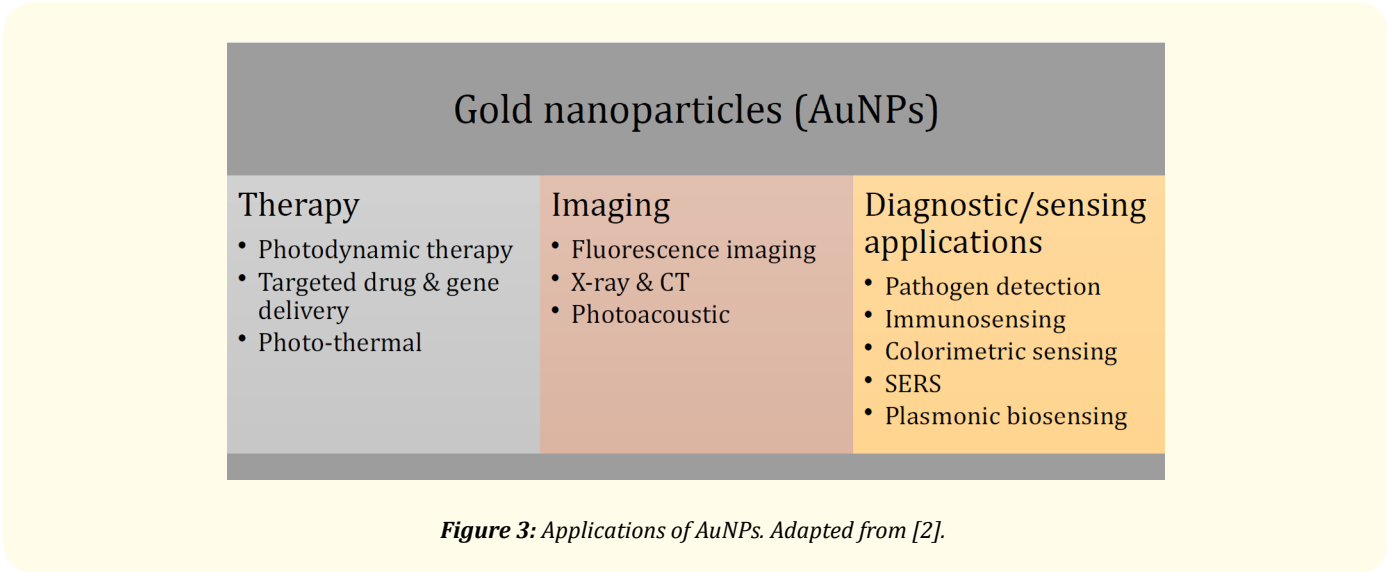 Gold nanoparticles (AuNPs)
Therapy
• Photodynamic therapy
• Targeted drug & gene
delivery
• Photo-thermal
Imaging
• Fluorescence imaging
• X-ray & CT
• Photoacoustic
Diagnostic/sensing
applications
• Pathogen detection
• Immunosensing
• Colorimetric sensing
• SERS
• Plasmonic biosensing
Figure 3: Applications of AuNPs. Adapted from [2].